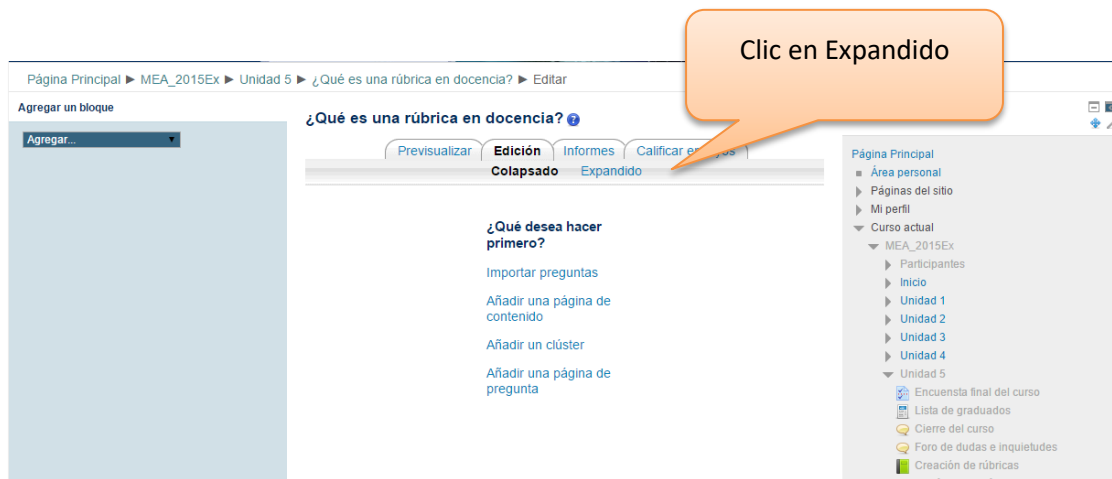 Clic en Expandido
Página Principal ► MEA_2015Ex ► Unidad 5 ► ¿Qué es una rúbrica en docencia? ► Editar
Agregar un bloque
Agregar...
¿Qué es una rúbrica en docencia?
Previsualizar Edición Informes Calificar
Colapsado Expandido
¿Qué desea hacer
primero?
Importar preguntas
Añadir una página de
contenido
Añadir un clúster
Añadir una página de
pregunta
Página Principal
Área personal
Páginas del sitio
Mi perfil
Curso actual
MEA_2015Ex
Participantes
Inicio
Unidad 1
Unidad 2
Unidad 3
Unidad 4
Unidad 5
Encuensta final del curso
Lista de graduados
Cierre del curso
Foro de dudas e inquietudes
Creación de rúbricas